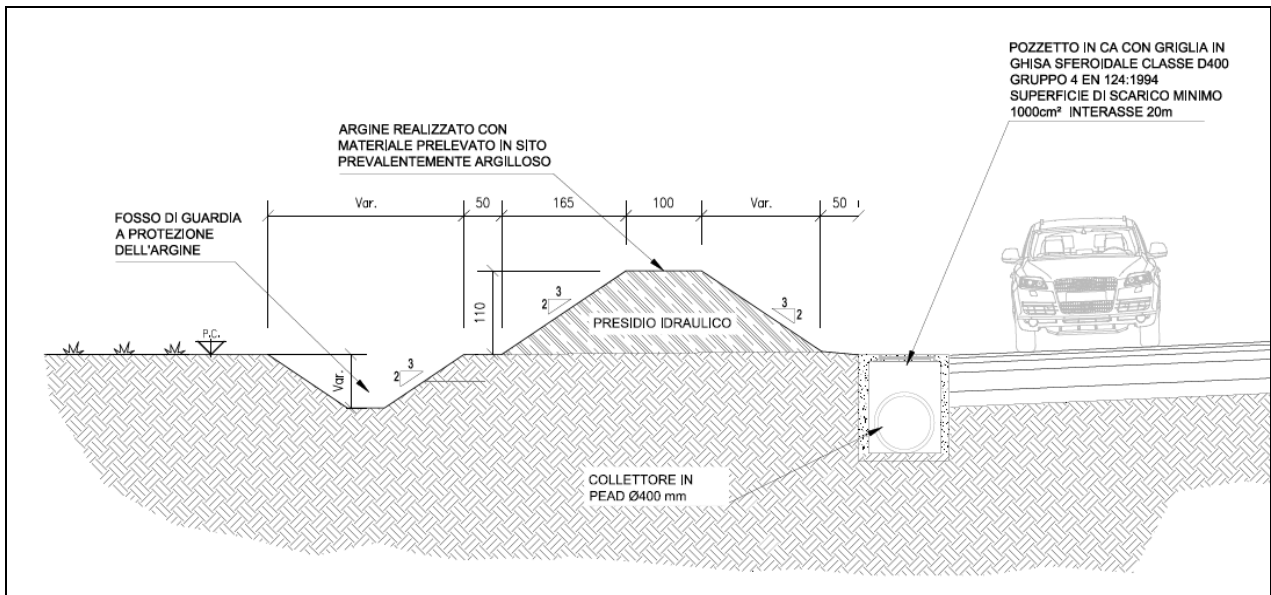 POZZETTO IN CA CON GRIGLIA IN
GHISA SFEROIDALE CLASSE D400
GRUPPO 4 EN 124:1994
SUPERFICIE DI SCARICO MINIMO
1000cm² INTERASSE 20m
ARGINE REALIZZATO CON
MATERIALE PRELEVATO IN SITO
PREVALENTEMENTE ARGILLOSO
FOSSO DI GUARDIA
A PROTEZIONE
DELL'ARGINE
Var.
50
165
100
Var.
50
110
3
2
3
2
PRESIDIO IDRAULICO
P.C.
Var.
3
2
COLLETTORE IN
PEAD Ø400 mm